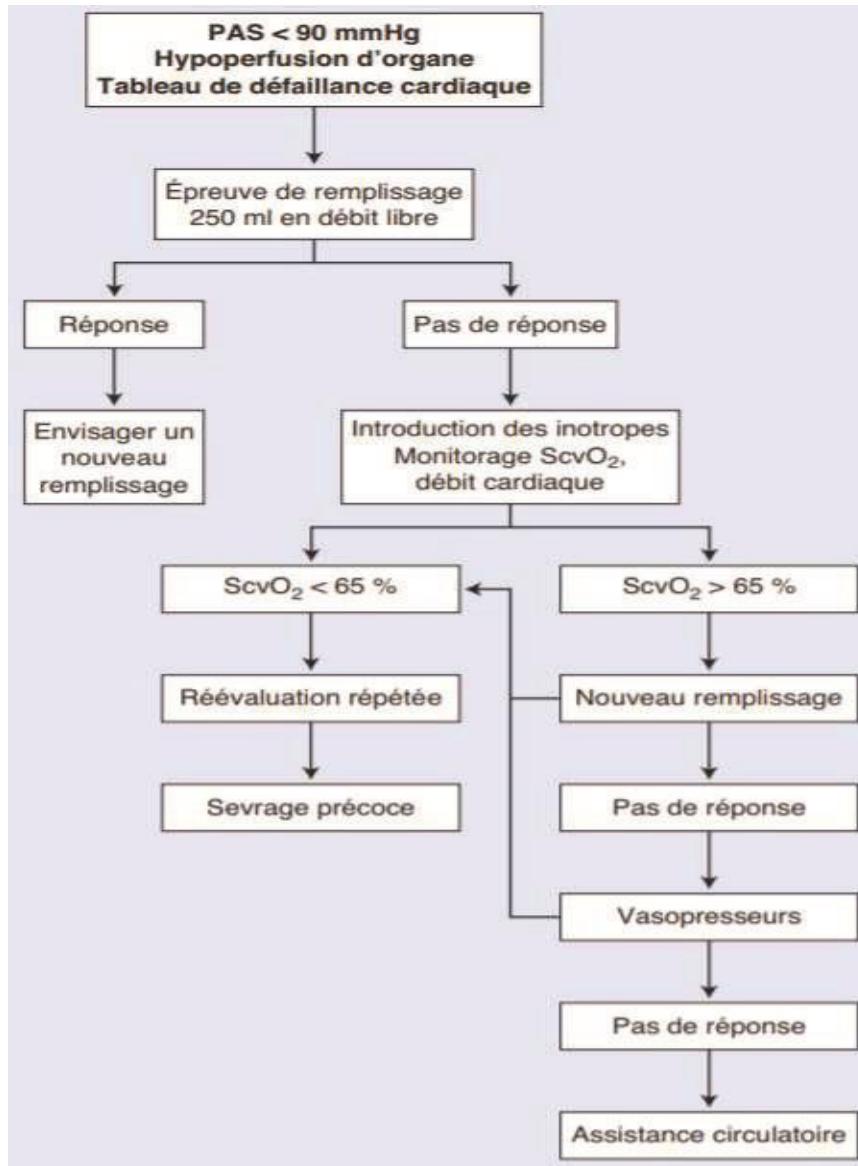 PAS < 90 mmHg
Hypoperfusion d'organe
Tableau de défaillance cardiaque
Épreuve de remplissage
250 ml en débit libre
Réponse
Pas de réponse
Envisager un
nouveau
remplissage
Introduction des inotropes
Monitorage ScvO₂,
débit cardiaque
ScvO₂ < 65 %
ScvO₂ > 65 %
Réévaluation répétée
Nouveau remplissage
Sevrage précoce
Pas de réponse
Vasopresseurs
Pas de réponse
Assistance circulatoire